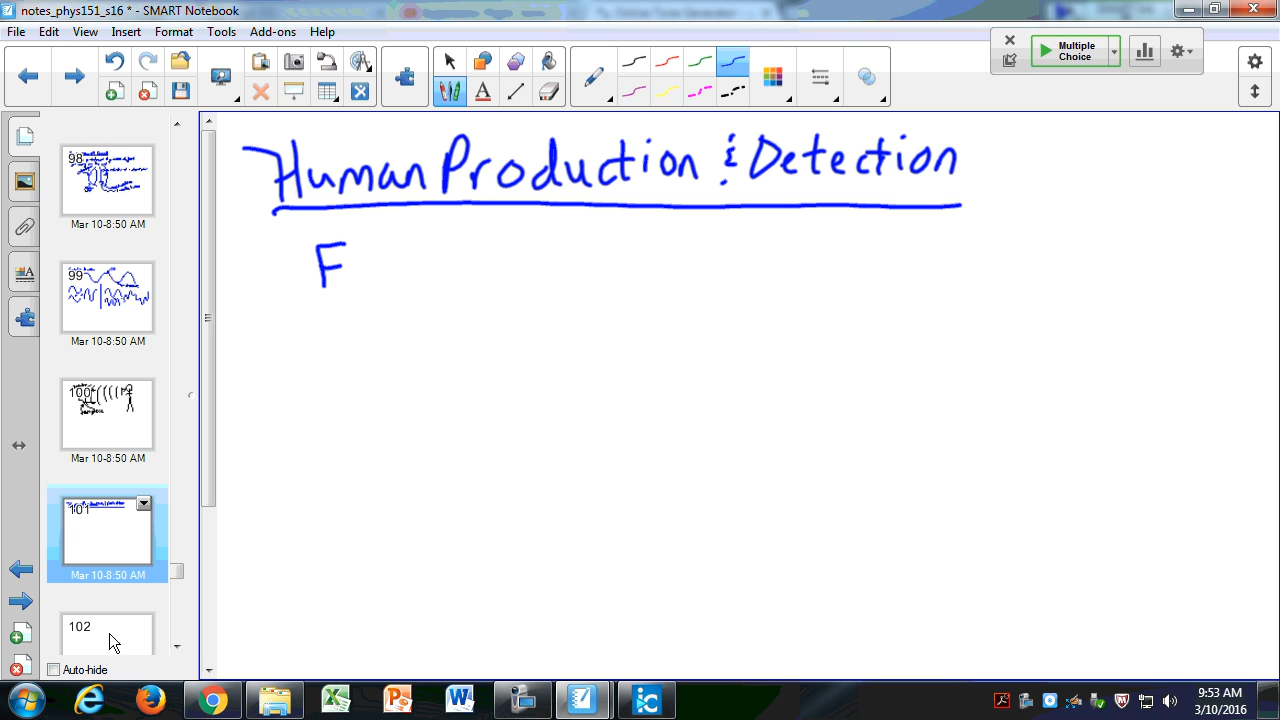 notes_phys151_s16 * - SMART Notebook
File Edit View Insert Format Tools Add-ons Help
Multiple
Choice
Human Production & Detection
F
98
Mar 10-8:50 AM
99
Mar 10-8:50 AM
100
Mar 10-8:50 AM
101
Mar 10-8:50 AM
102
Auto-hide
9:53 AM
3/10/2016